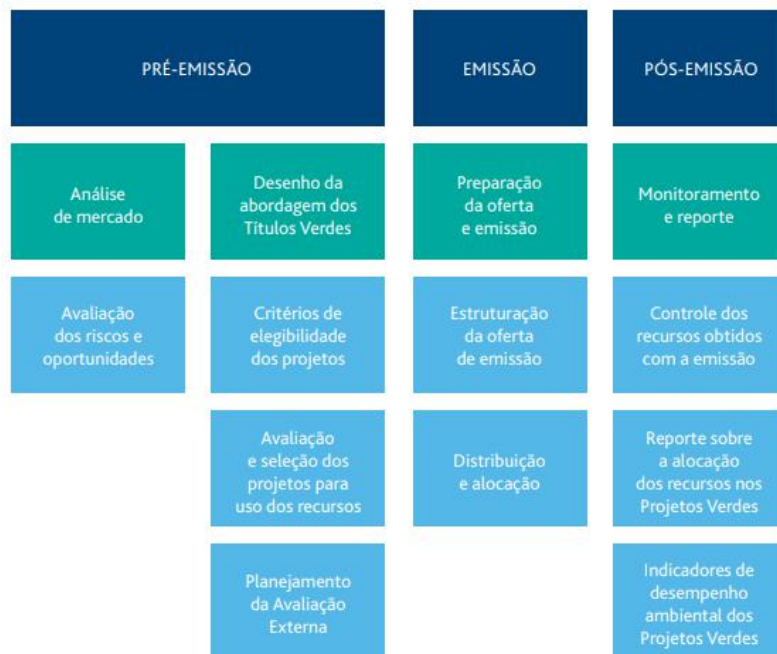 PRÉ-EMISSÃO
EMISSÃO
PÓS-EMISSÃO
Análise
de mercado
Desenho da
abordagem dos
Títulos Verdes
Preparação
da oferta
e emissão
Monitoramento
e reporte
Avaliação
dos riscos e
oportunidades
Critérios de
elegibilidade
dos projetos
Estruturação
da oferta
de emissão
Controle dos
recursos obtidos
com a emissão
Avaliação
e seleção dos
projetos para
uso dos recursos
Distribuição
e alocação
Reporte sobre
a alocação
dos recursos nos
Projetos Verdes
Planejamento
da Avaliação
Externa
Indicadores de
desempenho
ambiental dos
Projetos Verdes